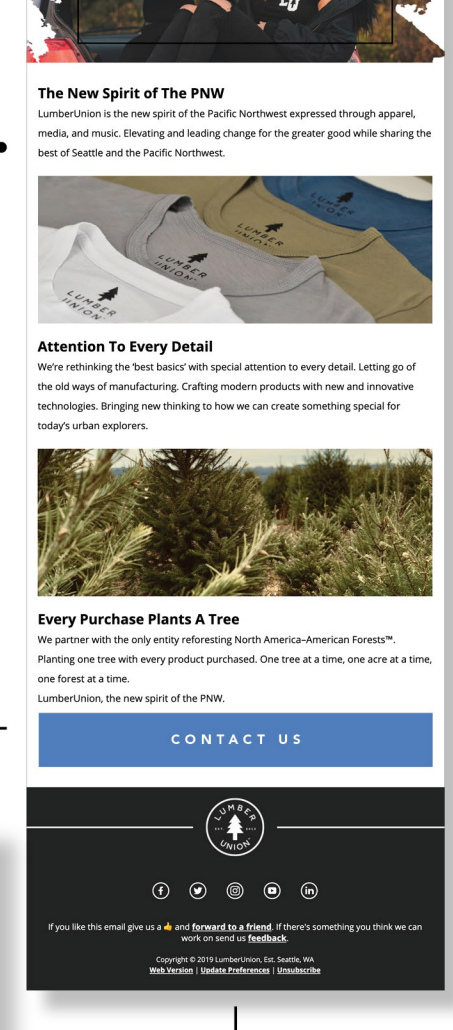 The New Spirit of The PNW
LumberUnion is the new spirit of the Pacific Northwest expressed through apparel,
media, and music. Elevating and leading change for the greater good while sharing the
best of Seattle and the Pacific Northwest.
LUMBER
UNION
LUMBER
UNION
LUMBER
UNION
LUMBER
UNION
Attention To Every Detail
We're rethinking the 'best basics' with special attention to every detail. Letting go of
the old ways of manufacturing. Crafting modern products with new and innovative
technologies. Bringing new thinking to how we can create something special for
today's urban explorers.
Every Purchase Plants A Tree
We partner with the only entity reforesting North America–American Forests™.
Planting one tree with every product purchased. One tree at a time, one acre at a time,
one forest at a time.
LumberUnion, the new spirit of the PNW.
CONTACT US
LUMBER
UNION
If you like this email give us a 👍 and forward to a friend. If there's something you think we can
work on send us feedback.
Copyright © 2019 LumberUnion, Est. Seattle, WA
Web Version | Update Preferences | Unsubscribe